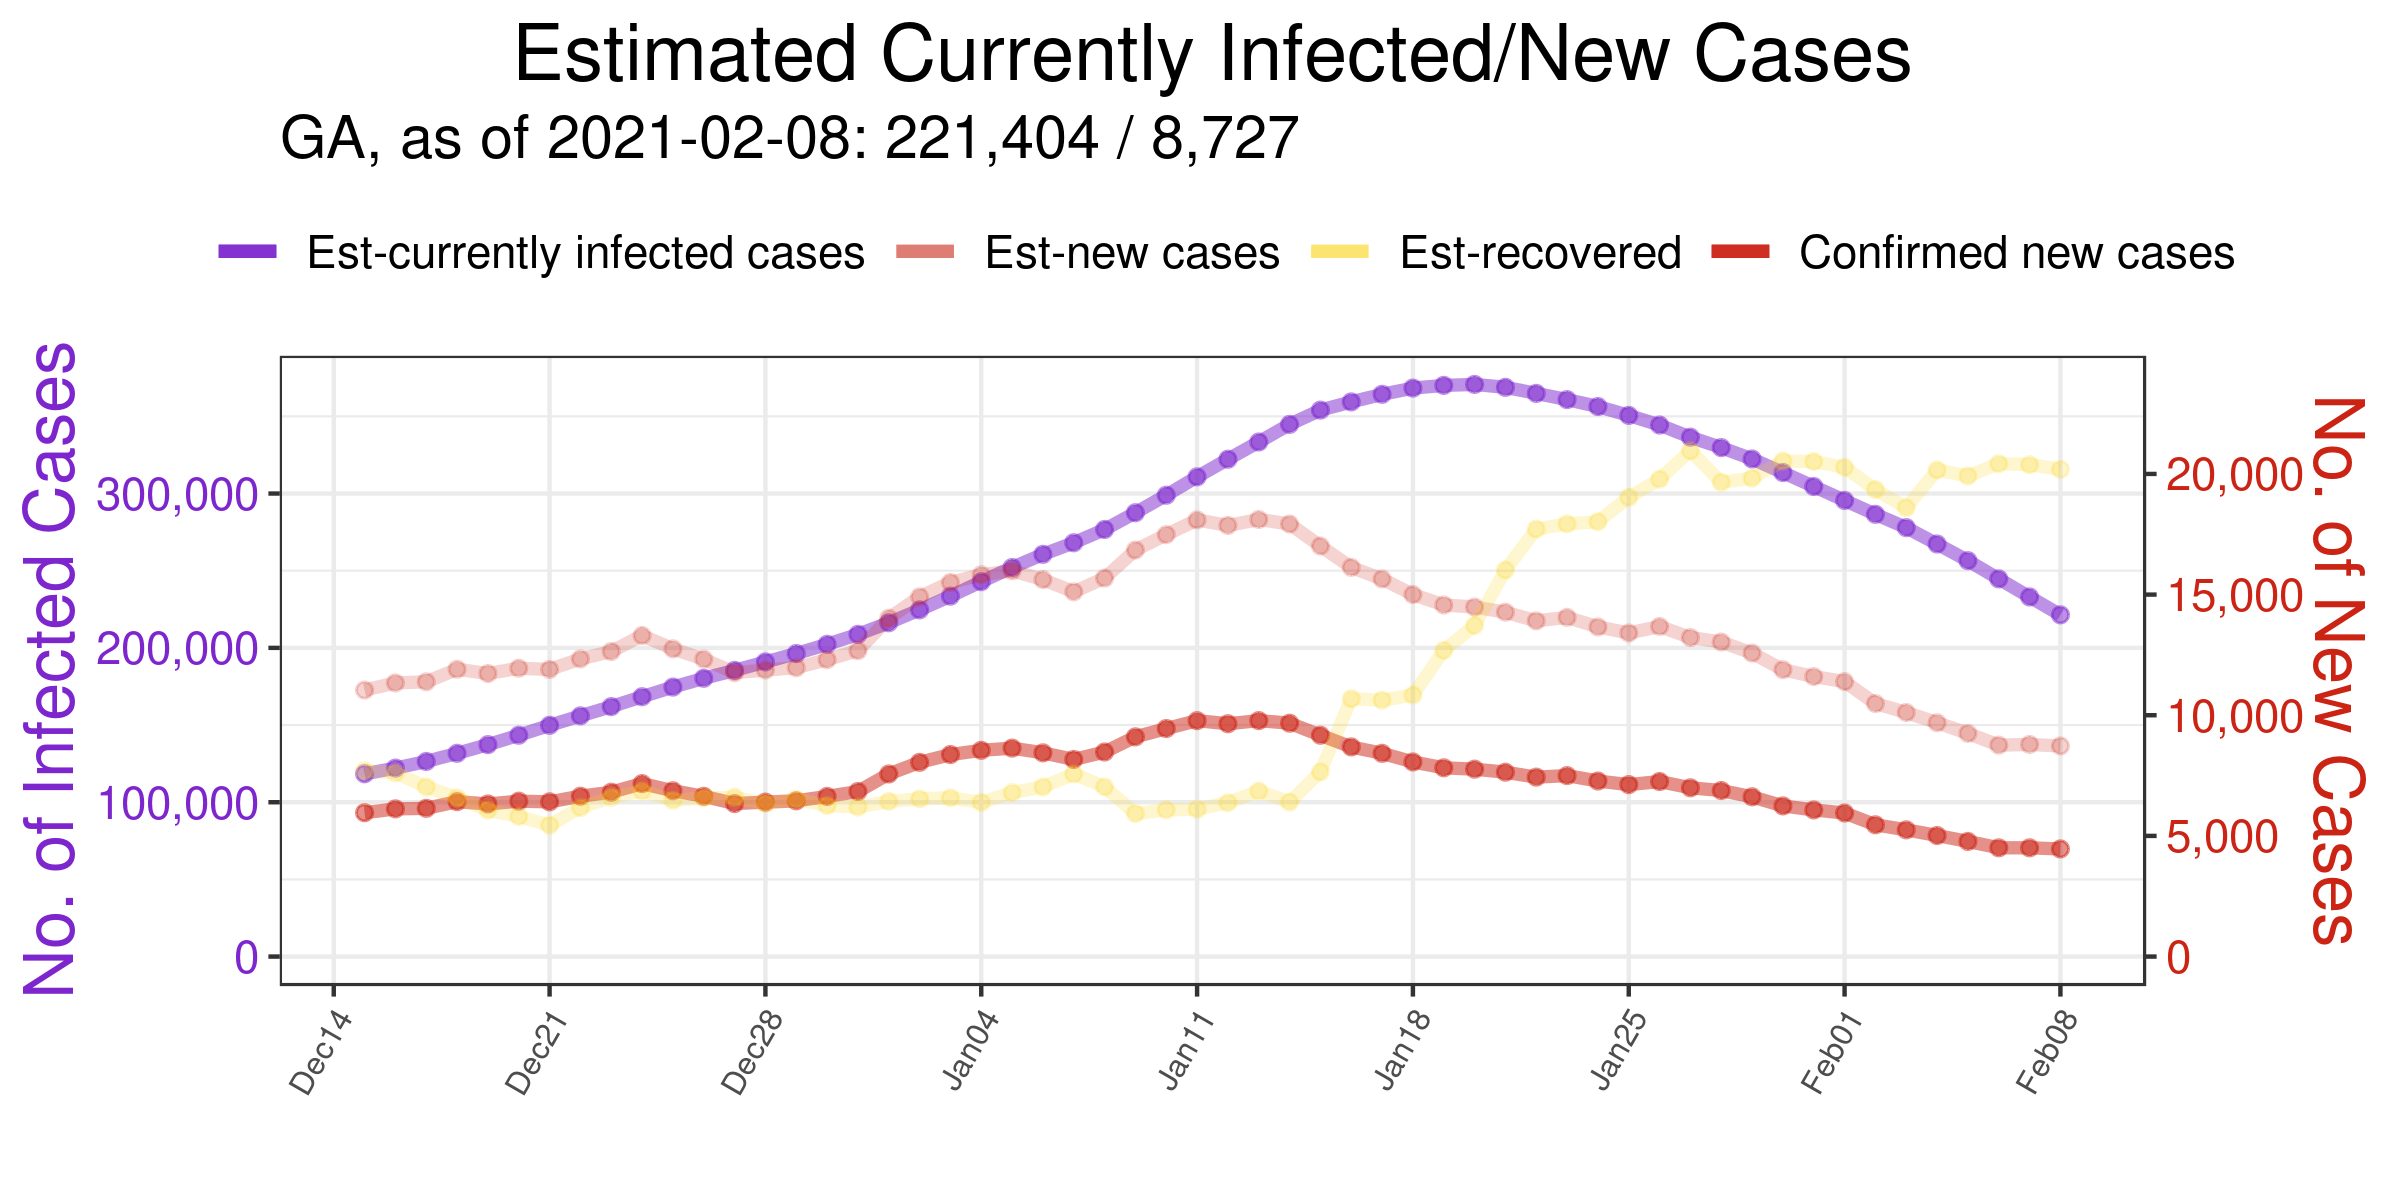 Estimated Currently Infected/New Cases
GA, as of 2021-02-08: 221,404 / 8,727
Est-currently infected cases Est-new cases Est-recovered Confirmed new cases
No. of Infected Cases
300,000
200,000
100,000
0
20,000
15,000
10,000
5,000
0
No. of New Cases
Dec14 Dec21 Dec28 Jan04 Jan11 Jan18 Jan25 Feb01 Feb08